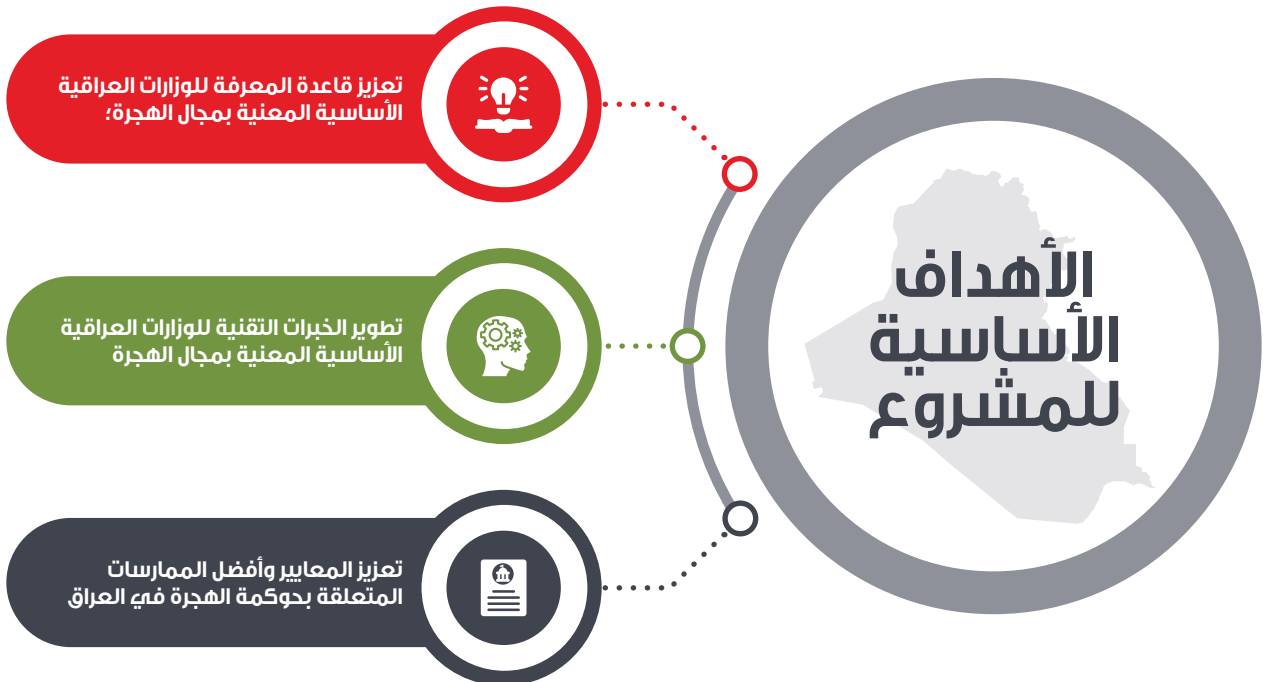 الأهداف
الأساسية
للمشروع
تعزيز قاعدة المعرفة للوزارات العراقية
الأساسية المعنية بمجال الهجرة؛
تطوير الخبرات التقنية للوزارات العراقية
الأساسية المعنية بمجال الهجرة
تعزيز المعايير وأفضل الممارسات
المتعلقة بحوكمة الهجرة في العراق